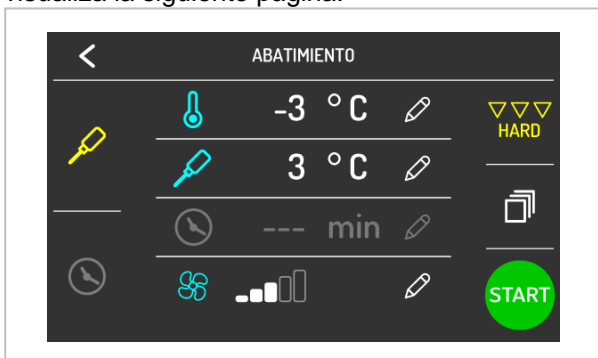 visualiza la siguiente página:
ABATIMIENTO
-3 °C
HARD
3 °C
--- min
START